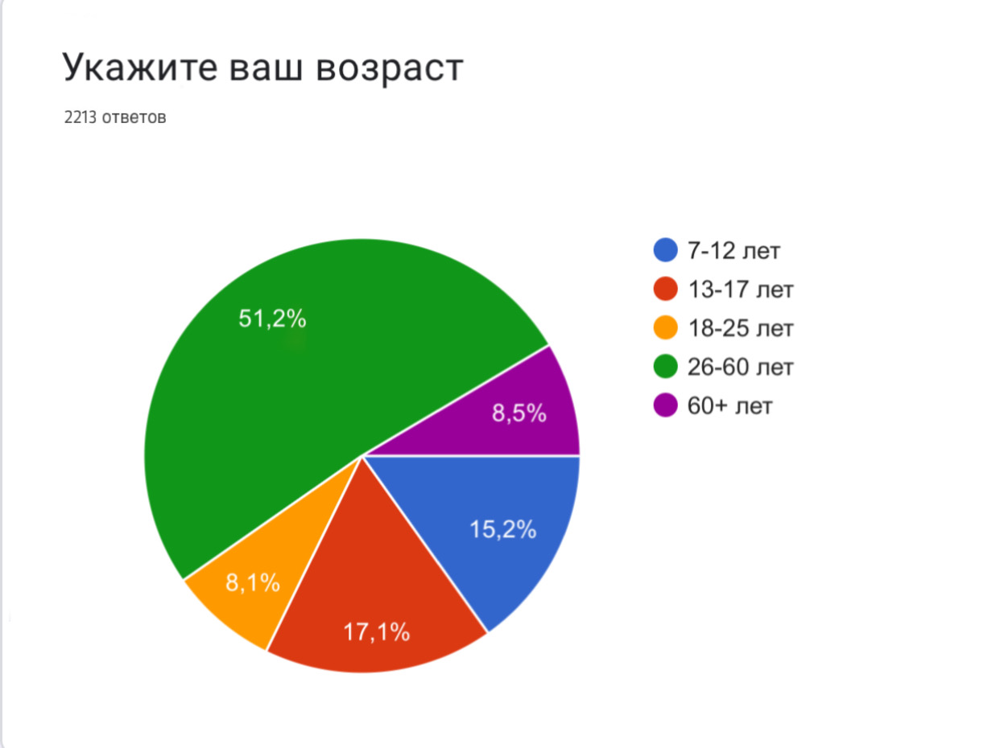 Укажите ваш возраст
2213 ответов
7-12 лет
13-17 лет
18-25 лет
26-60 лет
60+ лет
51,2%
8,5%
15,2%
8,1%
17,1%